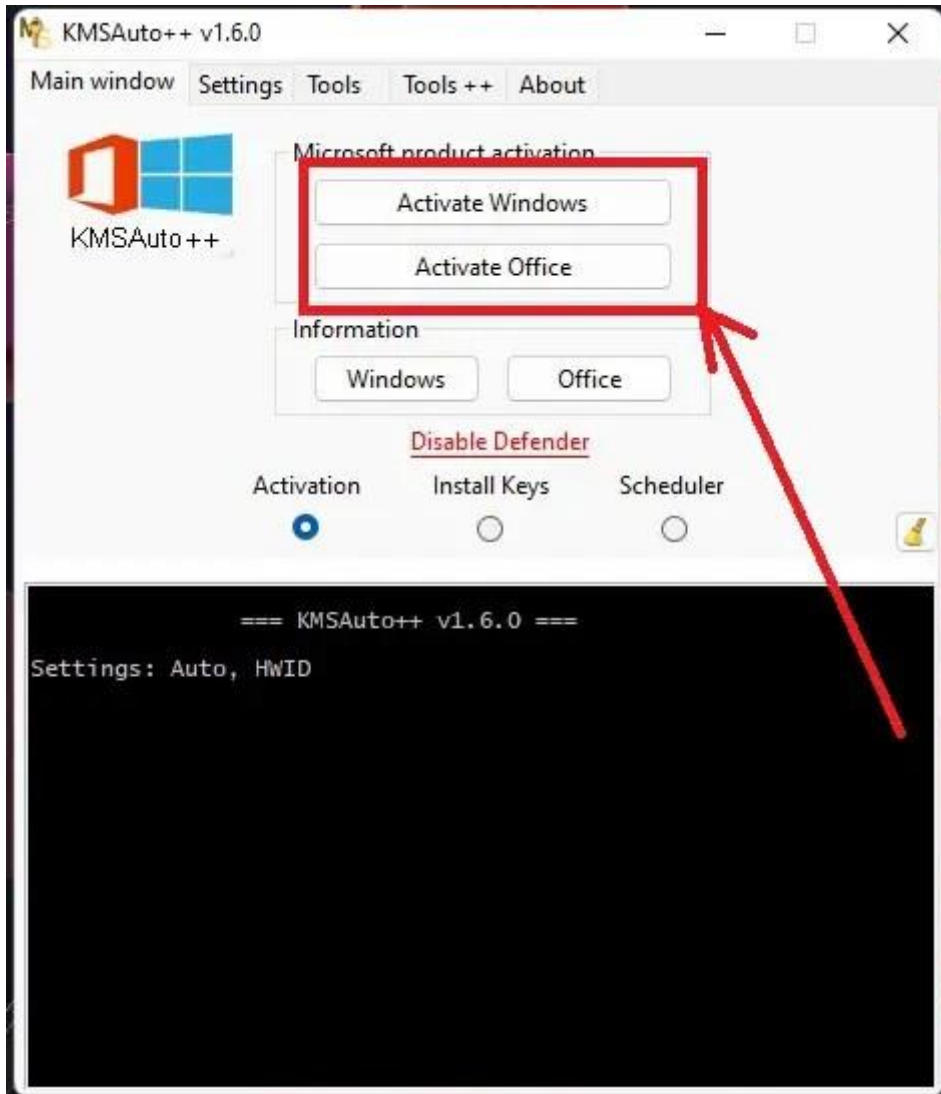 KMSAuto++ v1.6.0
Main window Settings Tools Tools ++ About
Microsoft product activation
Activate Windows
KMSAuto++
Activate Office
Information
Windows Office
Disable Defender
Activation Install Keys Scheduler
=== KMSAuto++ v1.6.0 ===
Settings: Auto, HWID